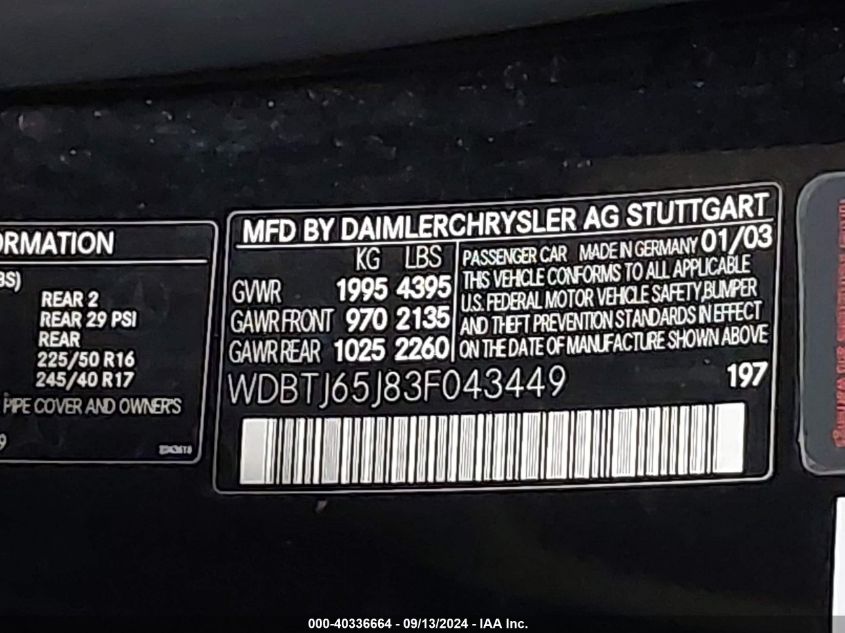 ORMATION
BS)
REAR 2
REAR 29 PSI
REAR
225/50 R16
245/40 R17
PIPE COVER AND OWNER'S
9
MFD BY DAIMLERCHRYSLER AG STUTTGART
KG LBS
GVWR 1995 4395
GAWR FRONT 970 2135
GAWR REAR 1025 2260
PASSENGER CAR MADE IN GERMANY 01/03
THIS VEHICLE CONFORMS TO ALL APPLICABLE
U.S. FEDERAL MOTOR VEHICLE SAFETY, BUMPER
AND THEFT PREVENTION STANDARDS IN EFFECT
ON THE DATE OF MANUFACTURE SHOWN ABOVE
WDBTJ65J83F043449 197
000-40336664 - 09/13/2024 - IAA Inc.